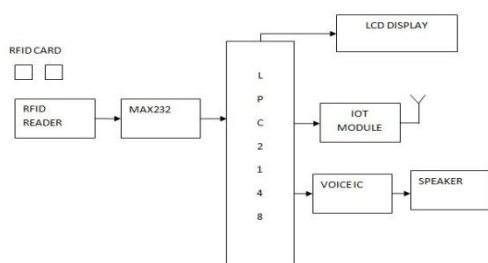 LCD DISPLAY
RFID CARD
RFID
READER
MAX232
L
P
C
2
1
4
8
IOT
MODULE
VOICE IC
SPEAKER